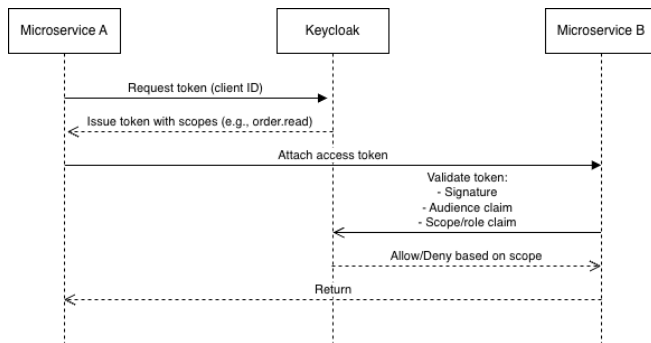 Microservice A
Keycloak
Microservice B
Request token (client ID)
Issue token with scopes (e.g., order.read)
Attach access token
Validate token:
- Signature
- Audience claim
- Scope/role claim
Allow/Deny based on scope
Return